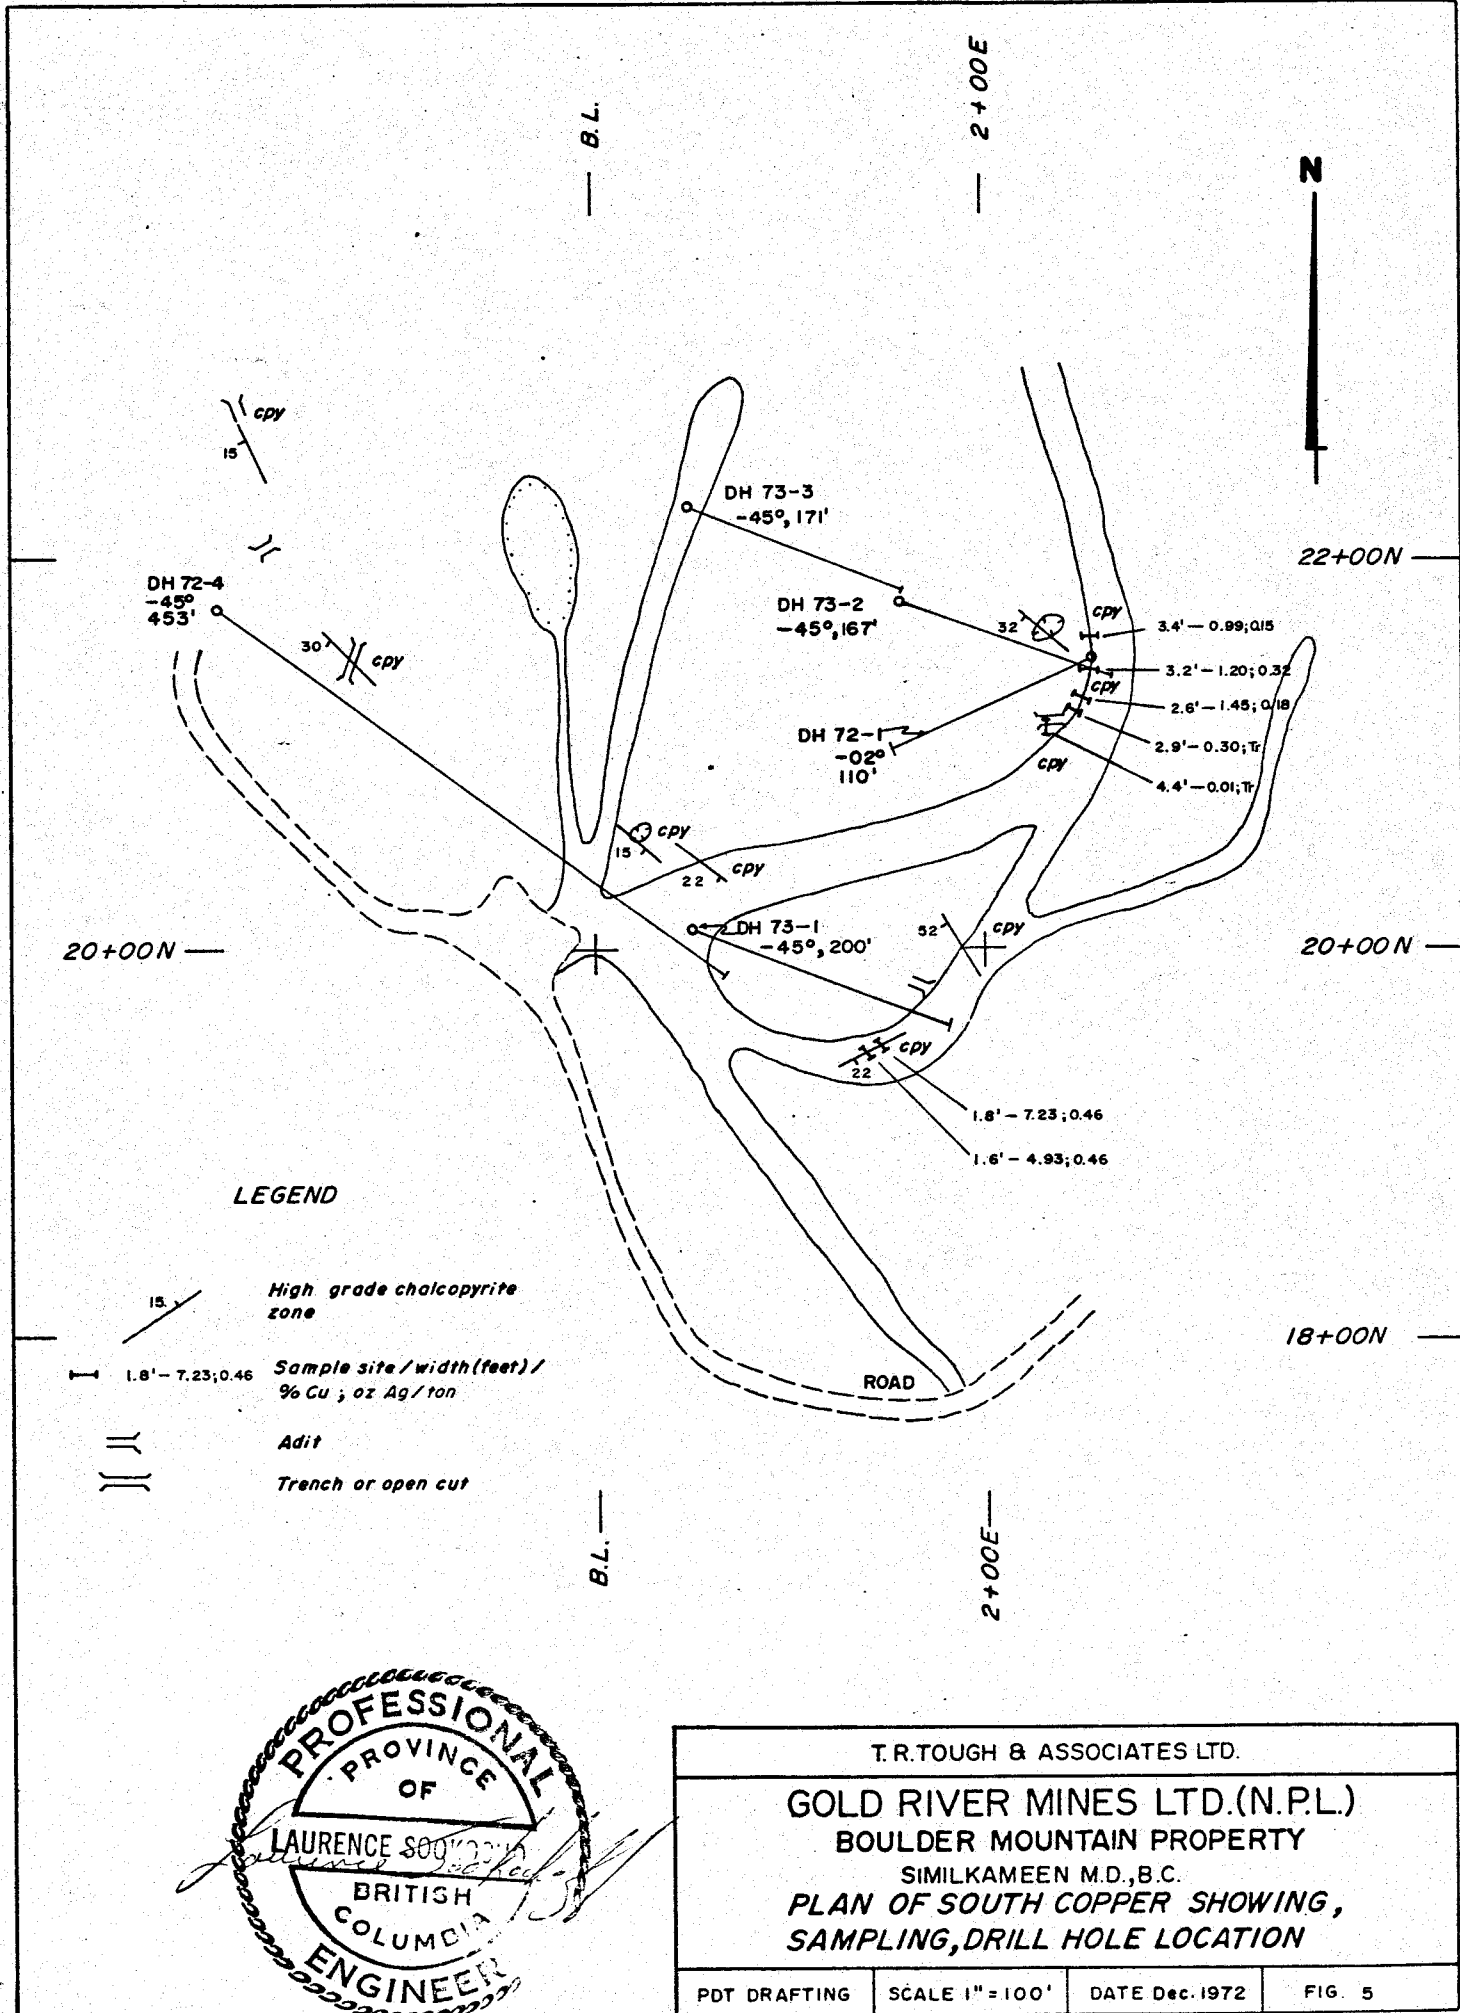 B.L.
2+00E
N
cpy
15
DH 73-3
-45°, 171'
22+00N
DH 72-4
-45°
453'
DH 73-2
-45°, 167'
32
cpy
3.4' - 0.99; 0.15
30
cpy
3.2' - 1.20; 0.32
cpy
2.6' - 1.45; 0.18
DH 72-1
-02°
110'
2.9' - 0.30; Tr
cpy
4.4' - 0.01; Tr
cpy
15
cpy
22
20+00N
DH 73-1
-45°, 200'
52
cpy
20+00N
cpy
22
1.8' - 7.23; 0.46
1.6' - 4.93; 0.46
LEGEND
15
High grade chalcopyrite
zone
18+00N
1.8' - 7.23; 0.46
Sample site / width (feet) /
% Cu ; oz Ag / ton
ROAD
Adit
Trench or open cut
B.L.
2+00E
PROFESSIONAL
PROVINCE
OF
LAURENCE
BRITISH
COLUMBIA
ENGINEER
T. R. TOUGH & ASSOCIATES LTD.
GOLD RIVER MINES LTD. (N.P.L.)
BOULDER MOUNTAIN PROPERTY
SIMILKAMEEN M.D., B.C.
PLAN OF SOUTH COPPER SHOWING,
SAMPLING, DRILL HOLE LOCATION
PDT DRAFTING
SCALE 1" = 100'
DATE Dec. 1972
FIG. 5